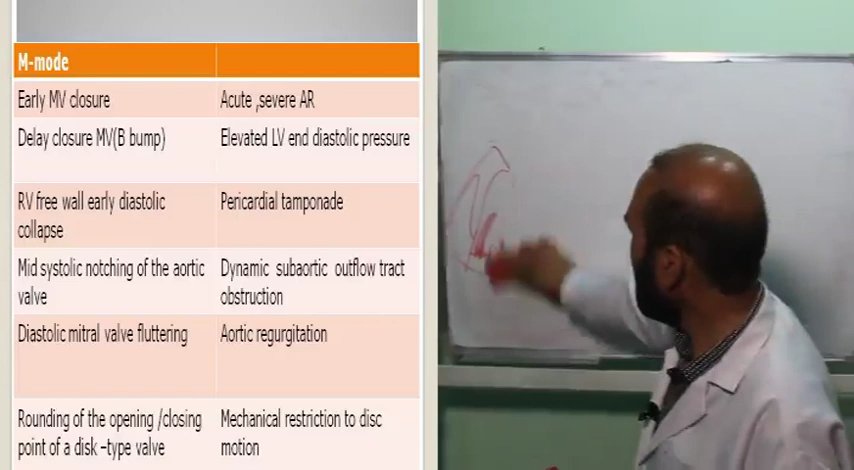 M-mode
Early MV closure
Acute ,severe AR
Delay closure MV(B bump)
Elevated LV end diastolic pressure
RV free wall early diastolic
collapse
Pericardial tamponade
Mid systolic notching of the aortic
valve
Dynamic subaortic outflow tract
obstruction
Diastolic mitral valve fluttering
Aortic regurgitation
Rounding of the opening /closing
point of a disk –type valve
Mechanical restriction to disc
motion